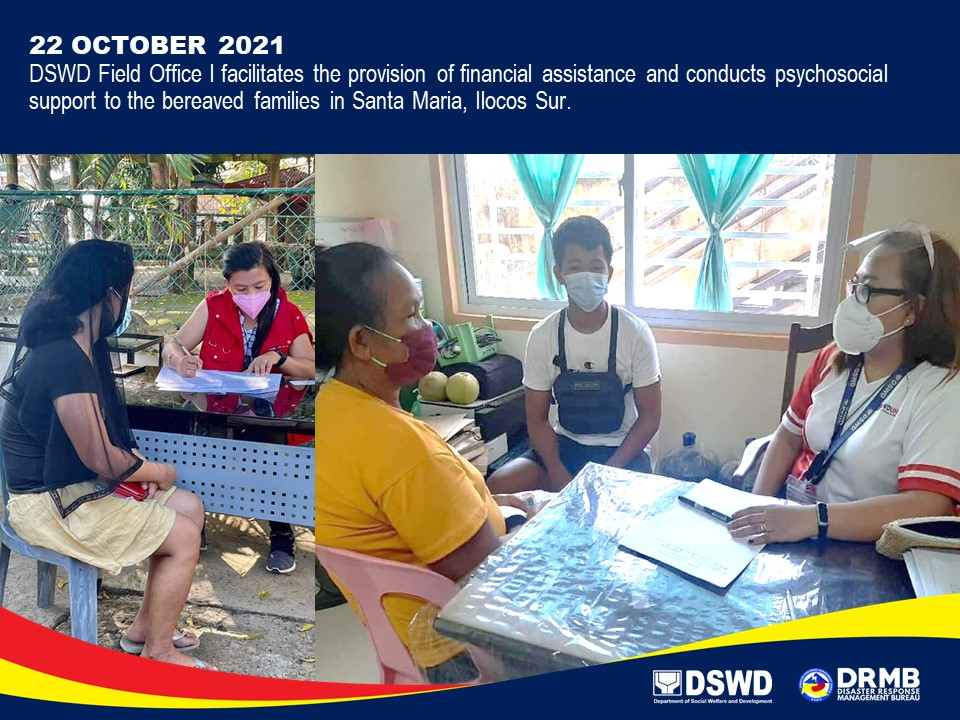 22 OCTOBER 2021
DSWD Field Office I facilitates the provision of financial assistance and conducts psychosocial
support to the bereaved families in Santa Maria, Ilocos Sur.
DSWD
DSWD
Department of Social Welfare and Development
DRMB
DISASTER RESPONSE
MANAGEMENT BUREAU